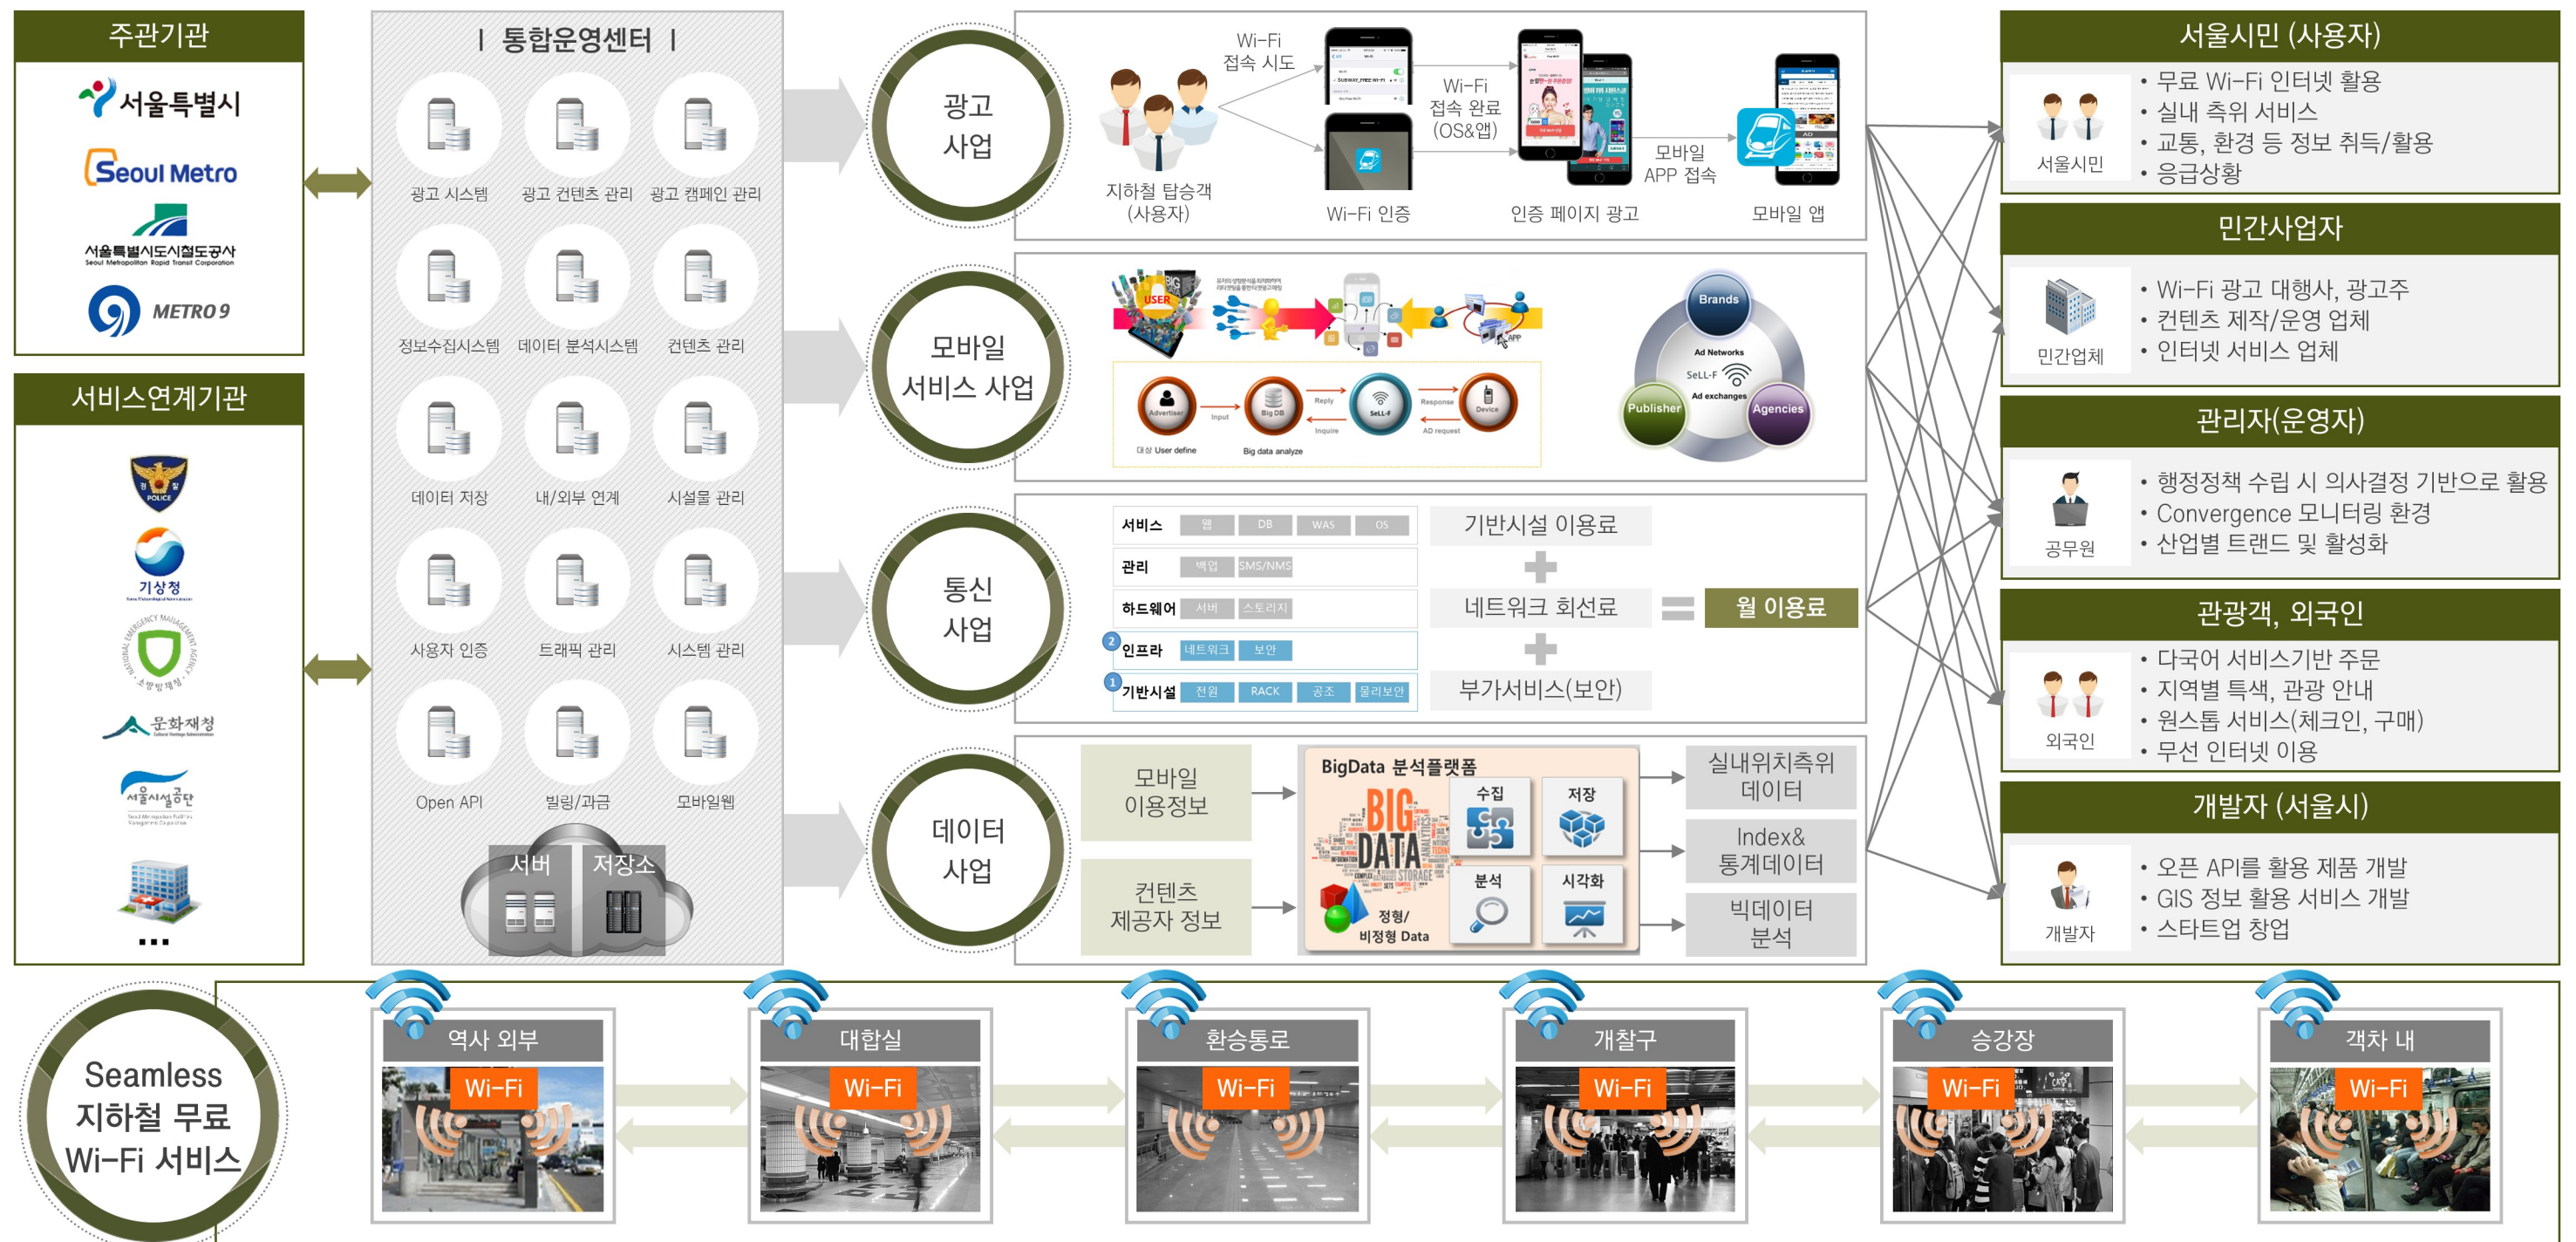 주관기관
서울특별시
Seoul Metro
서울특별시도시철도공사
Seoul Metropolitan Rapid Transit Corporation
METRO 9
서비스연계기관
경찰
POLICE
기상청
NATIONAL EMERGENCY MANAGEMENT AGENCY
소방방재청
문화재청
Cultural Heritage Administration
서울시설공단
Seoul Metropolitan Facilities
Management Corporation
...
| 통합운영센터 |
광고 시스템
광고 컨텐츠 관리
광고 캠페인 관리
정보수집시스템
데이터 분석시스템
컨텐츠 관리
데이터 저장
내/외부 연계
시설물 관리
사용자 인증
트래픽 관리
시스템 관리
Open API
빌링/과금
모바일웹
서버
저장소
광고
사업
지하철 탑승객
(사용자)
Wi-Fi
접속 시도
Wi-Fi 인증
Wi-Fi
접속 완료
(OS&앱)
인증 페이지 광고
모바일
APP 접속
AD
모바일 앱
모바일
서비스 사업
BIG
USER
APP
Advertiser
Input
Big DB
Reply
Inquire
SeLL-F
Response
AD request
Device
대상 User define
Big data analyze
Brands
Ad Networks
SeLL-F
Ad exchanges
Publisher
Agencies
통신
사업
서비스 앱 DB WAS OS
관리 백업 SMS/NMS
하드웨어 서버 스토리지
2 인프라 네트워크 보안
1 기반시설 전원 RACK 공조 물리보안
기반시설 이용료
네트워크 회선료
부가서비스(보안)
월 이용료
데이터
사업
모바일
이용정보
컨텐츠
제공자 정보
BigData 분석플랫폼
BIG
DATA
STORAGE
정형/
비정형 Data
수집
저장
분석
시각화
실내위치측위
데이터
Index&
통계데이터
빅데이터
분석
서울시민 (사용자)
서울시민
• 무료 Wi-Fi 인터넷 활용
• 실내 측위 서비스
• 교통, 환경 등 정보 취득/활용
• 응급상황
민간사업자
민간업체
• Wi-Fi 광고 대행사, 광고주
• 컨텐츠 제작/운영 업체
• 인터넷 서비스 업체
관리자(운영자)
공무원
• 행정정책 수립 시 의사결정 기반으로 활용
• Convergence 모니터링 환경
• 산업별 트랜드 및 활성화
관광객, 외국인
외국인
• 다국어 서비스기반 주문
• 지역별 특색, 관광 안내
• 원스톱 서비스(체크인, 구매)
• 무선 인터넷 이용
개발자 (서울시)
개발자
• 오픈 API를 활용 제품 개발
• GIS 정보 활용 서비스 개발
• 스타트업 창업
Seamless
지하철 무료
Wi-Fi 서비스
역사 외부
Wi-Fi
대합실
Wi-Fi
환승통로
Wi-Fi
개찰구
Wi-Fi
승강장
Wi-Fi
객차 내
Wi-Fi